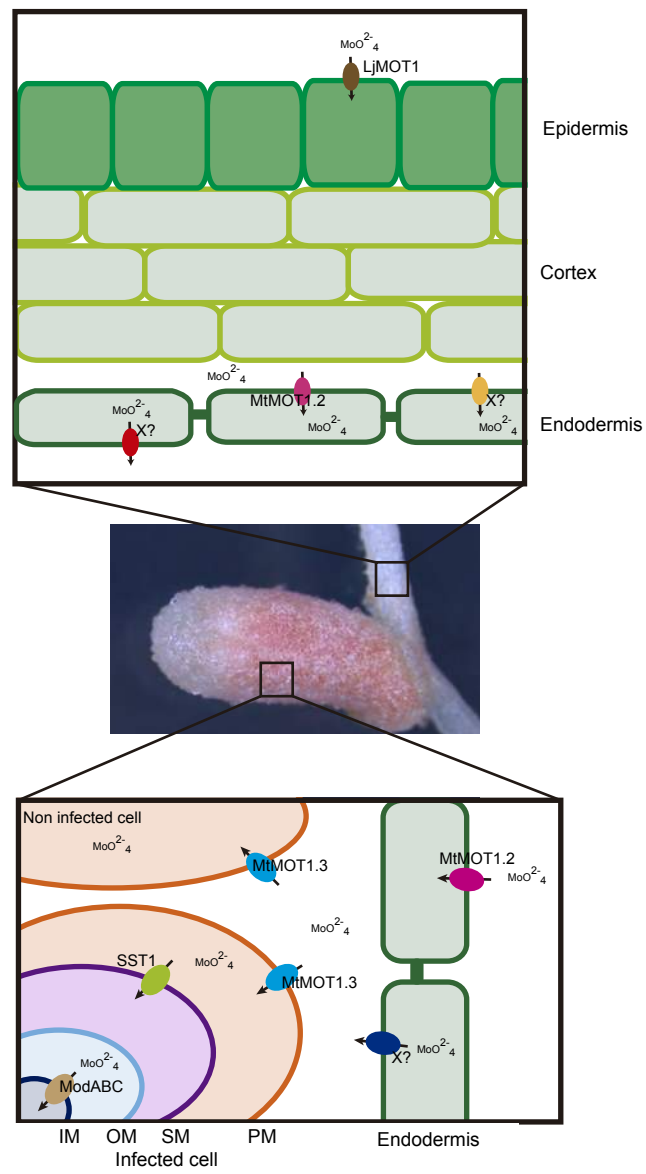 MoO2-4
LjMOT1
Epidermis
Cortex
MoO2-4
MtMOT1.2
X?
MoO2-4
X?
MoO2-4
MoO2-4
Endodermis
Non infected cell
MoO2-4
MtMOT1.3
MtMOT1.2
MoO2-4
MoO2-4
SST1
MoO2-4
MtMOT1.3
X?
MoO2-4
MoO2-4
ModABC
IM OM SM PM Endodermis
Infected cell